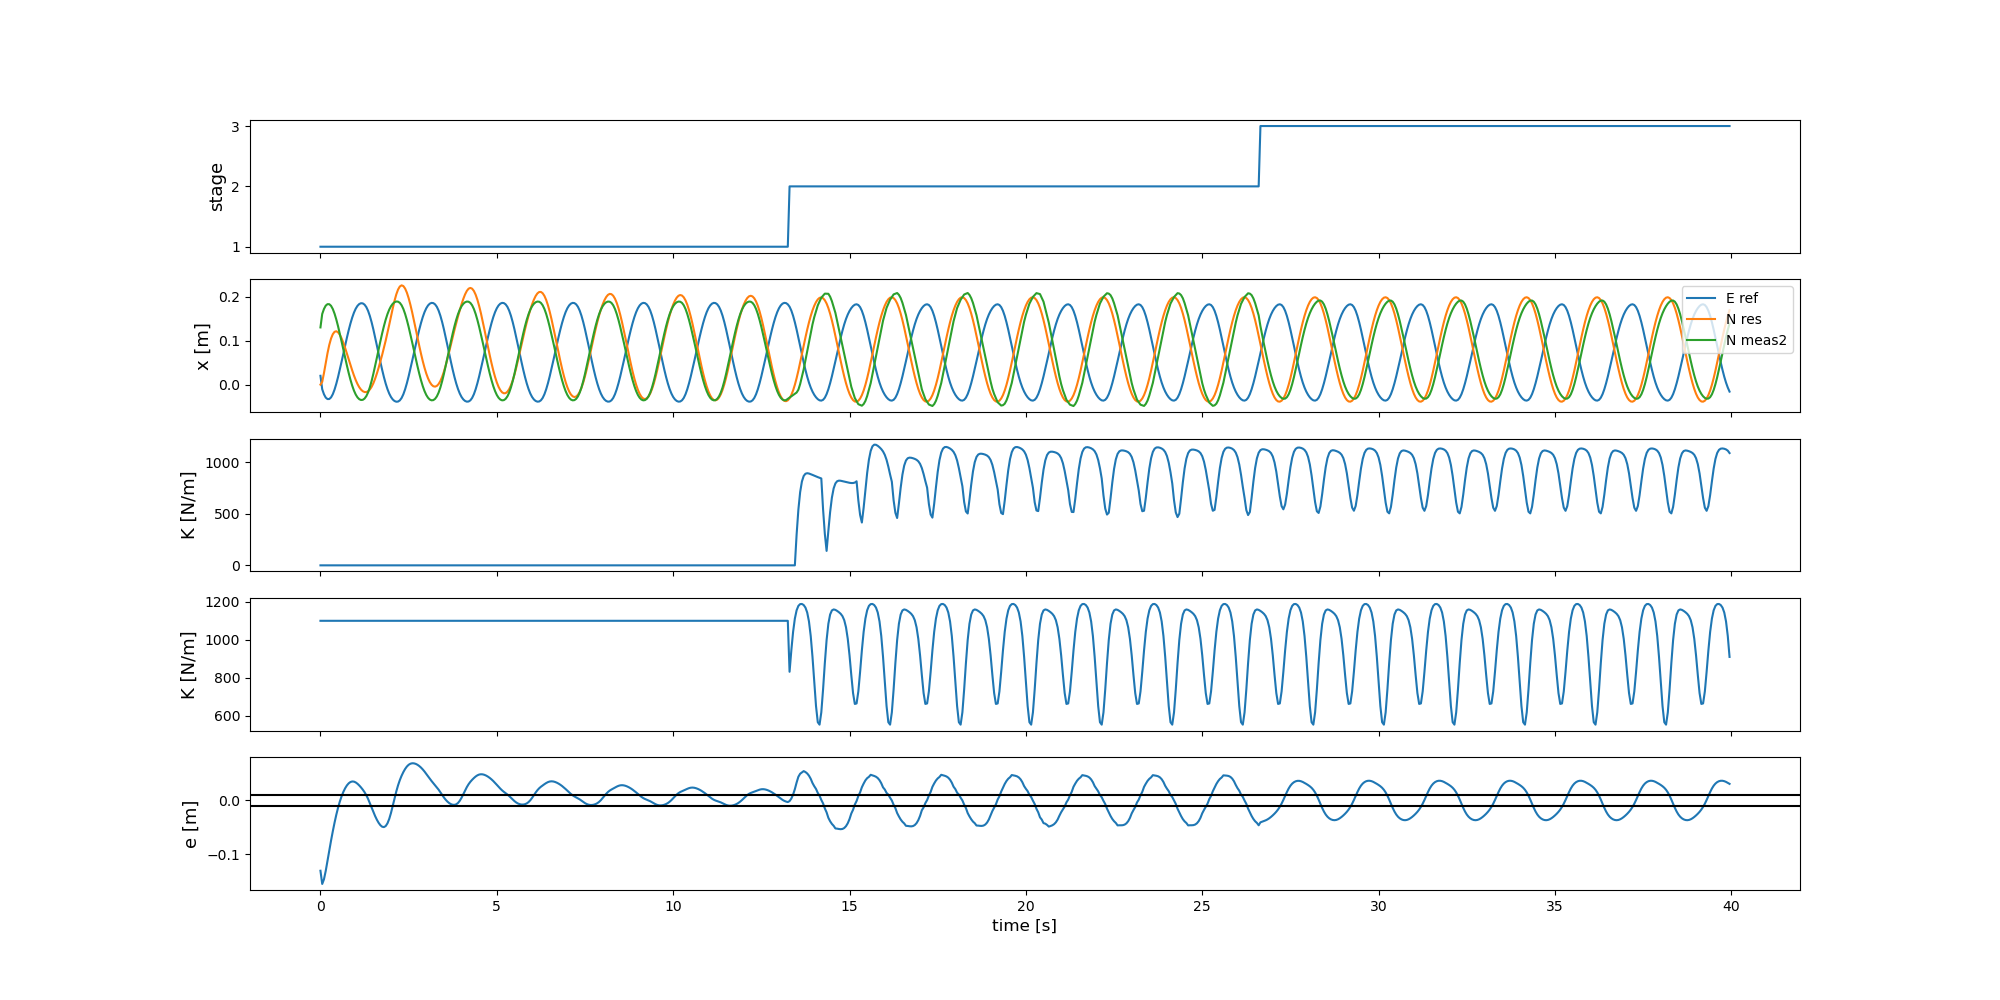 stage
3
2
1
x [m]
0.2
0.1
0.0
E ref
N res
N meas2
K [N/m]
1000
500
0
K [N/m]
1200
1000
800
600
e [m]
0.0
−0.1
0 5 10 15 20 25 30 35 40
time [s]